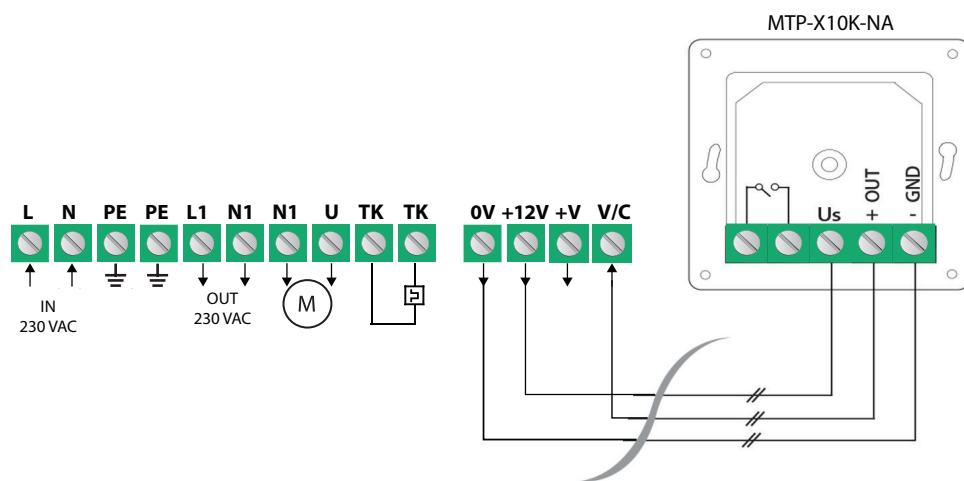 MTP-X10K-NA
L N PE PE L1 N1 N1 U TK TK
0V +12V +V V/C
Us + OUT - GND
IN
230 VAC
OUT
230 VAC
M